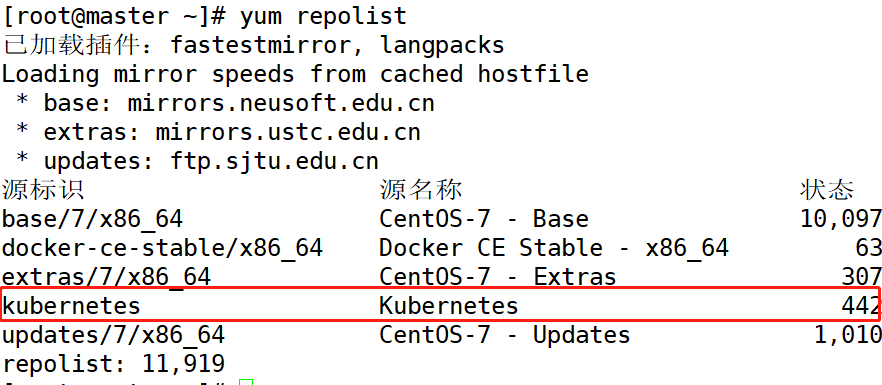 [root@master ~]# yum repolist
已加载插件：fastestmirror, langpacks
Loading mirror speeds from cached hostfile
 * base: mirrors.neusoft.edu.cn
 * extras: mirrors.ustc.edu.cn
 * updates: ftp.sjtu.edu.cn
源标识 源名称 状态
base/7/x86_64 CentOS-7 - Base 10,097
docker-ce-stable/x86_64 Docker CE Stable - x86_64 63
extras/7/x86_64 CentOS-7 - Extras 307
kubernetes Kubernetes 442
updates/7/x86_64 CentOS-7 - Updates 1,010
repolist: 11,919